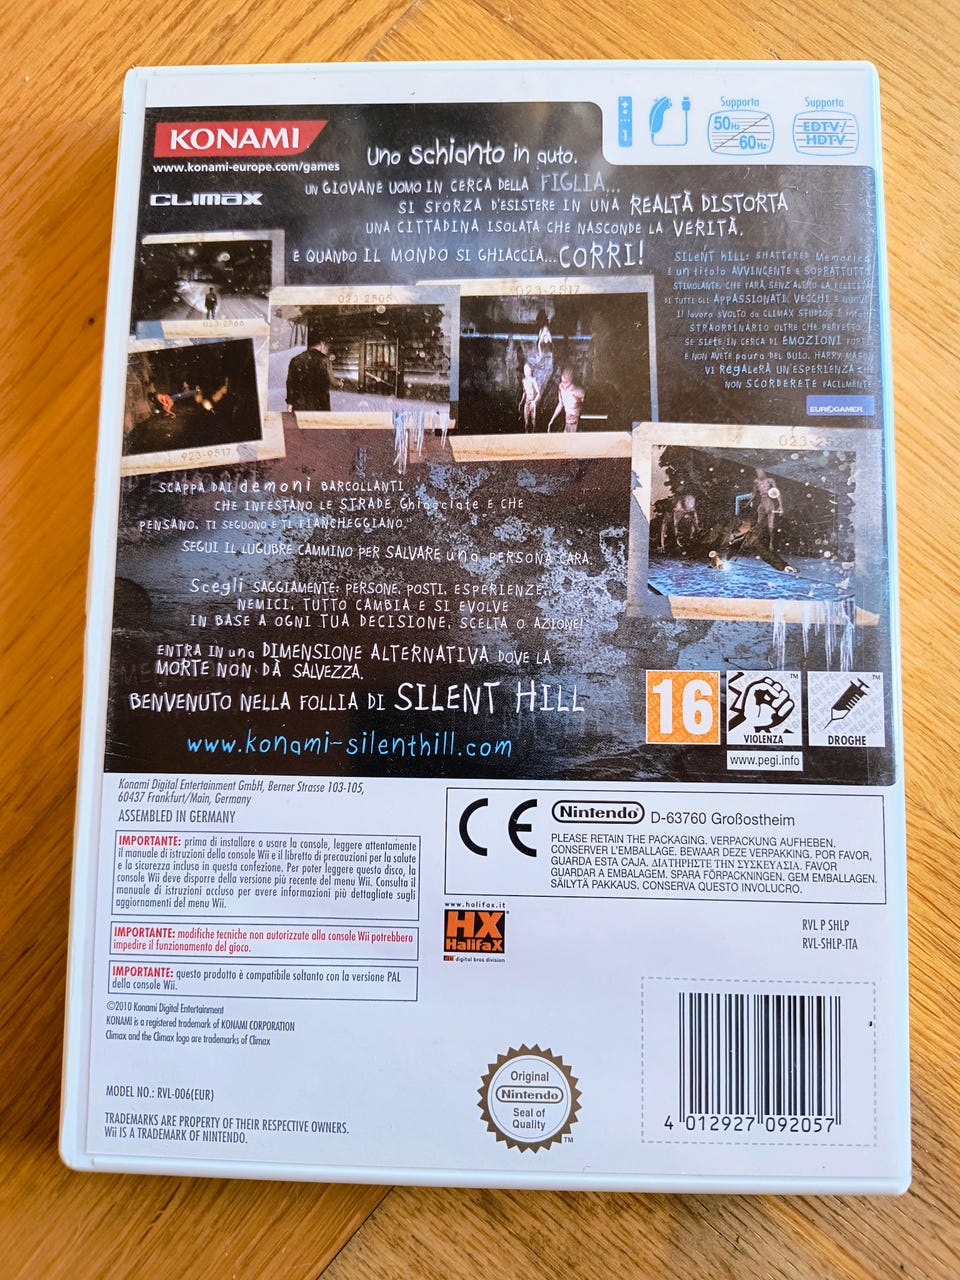 KONAMI
www.konami-europe.com/games
CLIMAX
Supporta
50Hz
60Hz
Supporta
EDTV/
HDTV
Uno schianto in auto.
UN GIOVANE UOMO IN CERCA DELLA FIGLIA...
SI SFORZA D'ESISTERE IN UNA REALTÀ DISTORTA
UNA CITTADINA ISOLATA CHE NASCONDE LA VERITÀ.
E QUANDO IL MONDO SI GHIACCIA...CORRI!
SILENT HILL: SHATTERED Memories
È un titolo AVVINCENTE E SOPRATTUTTO
STIMOLANTE, CHE FARÀ SENZ'ALTRO LA FELICITÀ
DI TUTTI GLI APPASSIONATI, VECCHI E NUOVI.
Il lavoro SVOLTO DA CLIMAX STUDIOS È infatti
STRAORDINARIO OLTRE CHE PERFETTO.
SE SIETE IN CERCA DI EMOZIONI FORTI
E NON AVETE paura DEL BUIO, HARRY MASON
VI REGALERÀ UN'ESPERIENZA CHE
NON SCORDERETE FACILMENTE
EUROGAMER
023-2566
023-2506
023-2517
923-9517
023-2528
SCAPPA DAI demoni BARCOLLANTI
CHE INFESTANO LE STRADE Ghiacciate E CHE
PENSANO, TI SEGUONO E TI FIANCHEGGIANO.
SEGUI IL LUGUBRE CAMMINO PER SALVARE una PERSONA CARA.
Scegli SAGGIAMENTE: PERSONE, POSTI, ESPERIENZE,
NEMICI, TUTTO CAMBIA E SI EVOLVE
IN BASE A OGNI TUA DECISIONE, SCELTA O AZIONE!
ENTRA IN una DIMENSIONE ALTERNATIVA DOVE LA
MORTE NON DÀ SALVEZZA.
BENVENUTO NELLA FOLLIA DI SILENT HILL
www.konami-silenthill.com
16
VIOLENZA
DROGHE
www.pegi.info
Konami Digital Entertainment GmbH, Berner Strasse 103-105,
60437 Frankfurt/Main, Germany
ASSEMBLED IN GERMANY
IMPORTANTE: prima di installare o usare la console, leggere attentamente
il manuale di istruzioni della console Wii e il libretto di precauzioni per la salute
e la sicurezza incluso in questa confezione. Per poter leggere questo disco, la
console Wii deve disporre della versione più recente del menu Wii. Consulta il
manuale di istruzioni accluso per avere informazioni più dettagliate sugli
aggiornamenti del menu Wii.
IMPORTANTE: modifiche tecniche non autorizzate alla console Wii potrebbero
impedire il funzionamento del gioco.
IMPORTANTE: questo prodotto è compatibile soltanto con la versione PAL
della console Wii.
©2010 Konami Digital Entertainment
KONAMI is a registered trademark of KONAMI CORPORATION
Climax and the Climax logo are trademarks of Climax
MODEL NO.: RVL-006(EUR)
TRADEMARKS ARE PROPERTY OF THEIR RESPECTIVE OWNERS.
Wii IS A TRADEMARK OF NINTENDO.
CE
Nintendo® D-63760 Großostheim
PLEASE RETAIN THE PACKAGING. VERPACKUNG AUFHEBEN.
CONSERVER L'EMBALLAGE. BEWAAR DEZE VERPAKKING. POR FAVOR,
GUARDA ESTA CAJA. ΔΙΑΤΗΡΗΣΤΕ ΤΗΝ ΣΥΣΚΕΥΑΣΙΑ. FAVOR
GUARDAR A EMBALAGEM. SPARA FÖRPACKNINGEN. GEM EMBALLAGEN.
SÄILYTÄ PAKKAUS. CONSERVA QUESTO INVOLUCRO.
www.halifax.it
HX
HalifaX
digital bros division
RVL P SHLP
RVL-SHLP-ITA
Original
Nintendo
Seal of
Quality
TM
4 012927 092057